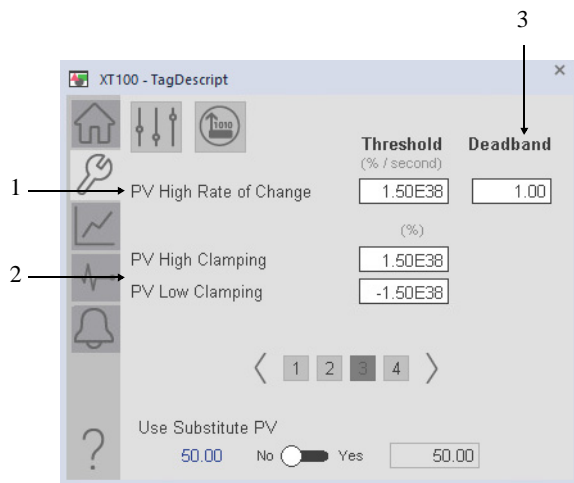 3
XT100 - TagDescript
1010
Threshold Deadband
(% / second)
1 PV High Rate of Change 1.50E38 1.00
(%)
PV High Clamping 1.50E38
2
PV Low Clamping -1.50E38
1 2 3 4
Use Substitute PV
? 50.00 No Yes 50.00